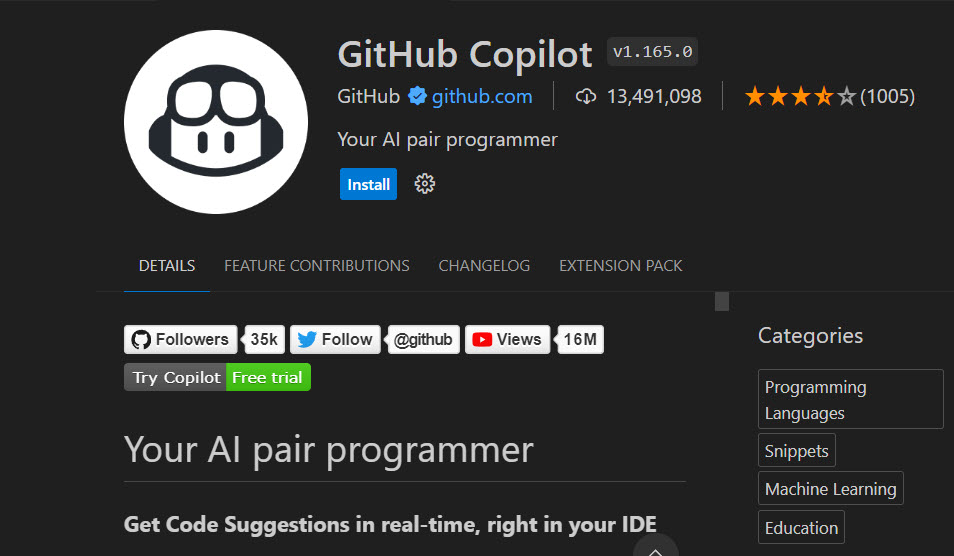 GitHub Copilot v1.165.0
GitHub github.com 13,491,098 (1005)
Your AI pair programmer
Install
DETAILS FEATURE CONTRIBUTIONS CHANGELOG EXTENSION PACK
Followers 35k Follow @github Views 16M
Try Copilot Free trial
Your AI pair programmer
Get Code Suggestions in real-time, right in your IDE
Categories
Programming
Languages
Snippets
Machine Learning
Education